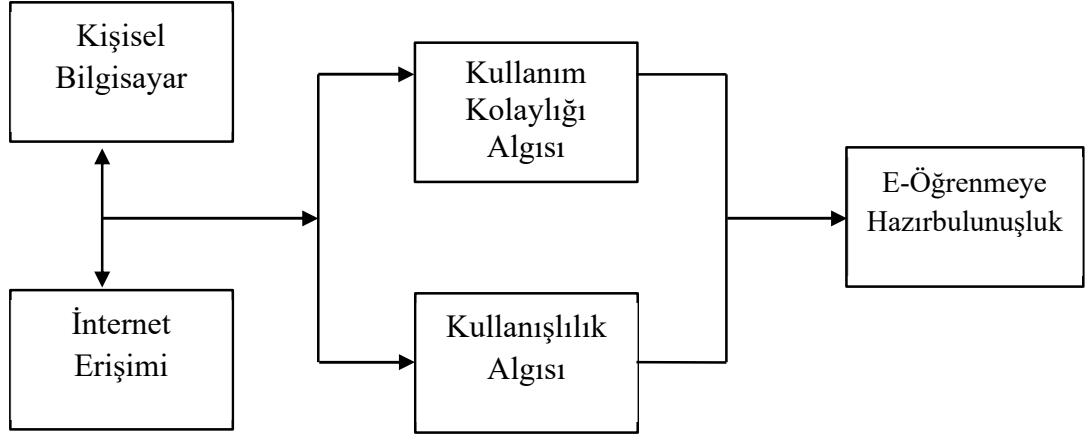 Kişisel
Bilgisayar
Kullanım
Kolaylığı
Algısı
E-Öğrenmeye
Hazırbulunuşluk
İnternet
Erişimi
Kullanışlılık
Algısı